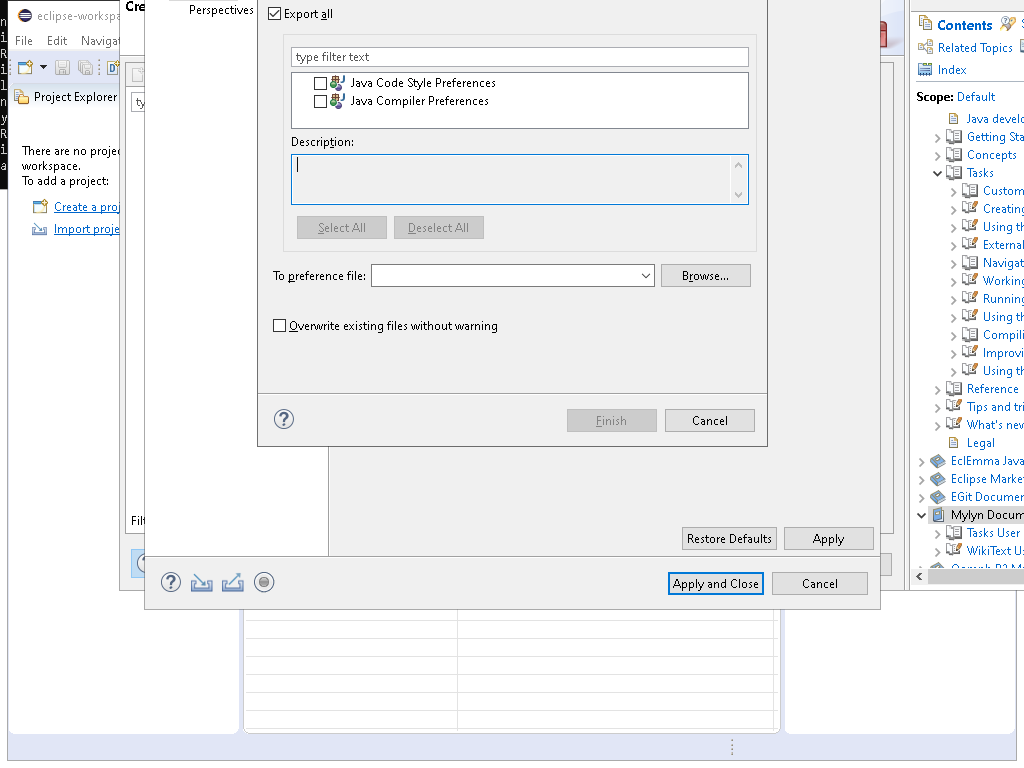 eclipse-workspa
File Edit Navigat
Project Explorer
There are no projec
workspace.
To add a project:
Create a proj
Import proje
Cre
ty
Filt
Perspectives
Export all
type filter text
Java Code Style Preferences
Java Compiler Preferences
Description:
Select All
Deselect All
To preference file:
Browse...
Overwrite existing files without warning
Finish
Cancel
Restore Defaults
Apply
Apply and Close
Cancel
Contents
Related Topics
Index
Scope: Default
Java develo
Getting Sta
Concepts
Tasks
Custom
Creating
Using th
External
Navigat
Working
Running
Using th
Compili
Improvi
Using th
Reference
Tips and tri
What's new
Legal
EclEmma Java
Eclipse Marke
EGit Documen
Mylyn Docum
Tasks User
WikiText Us